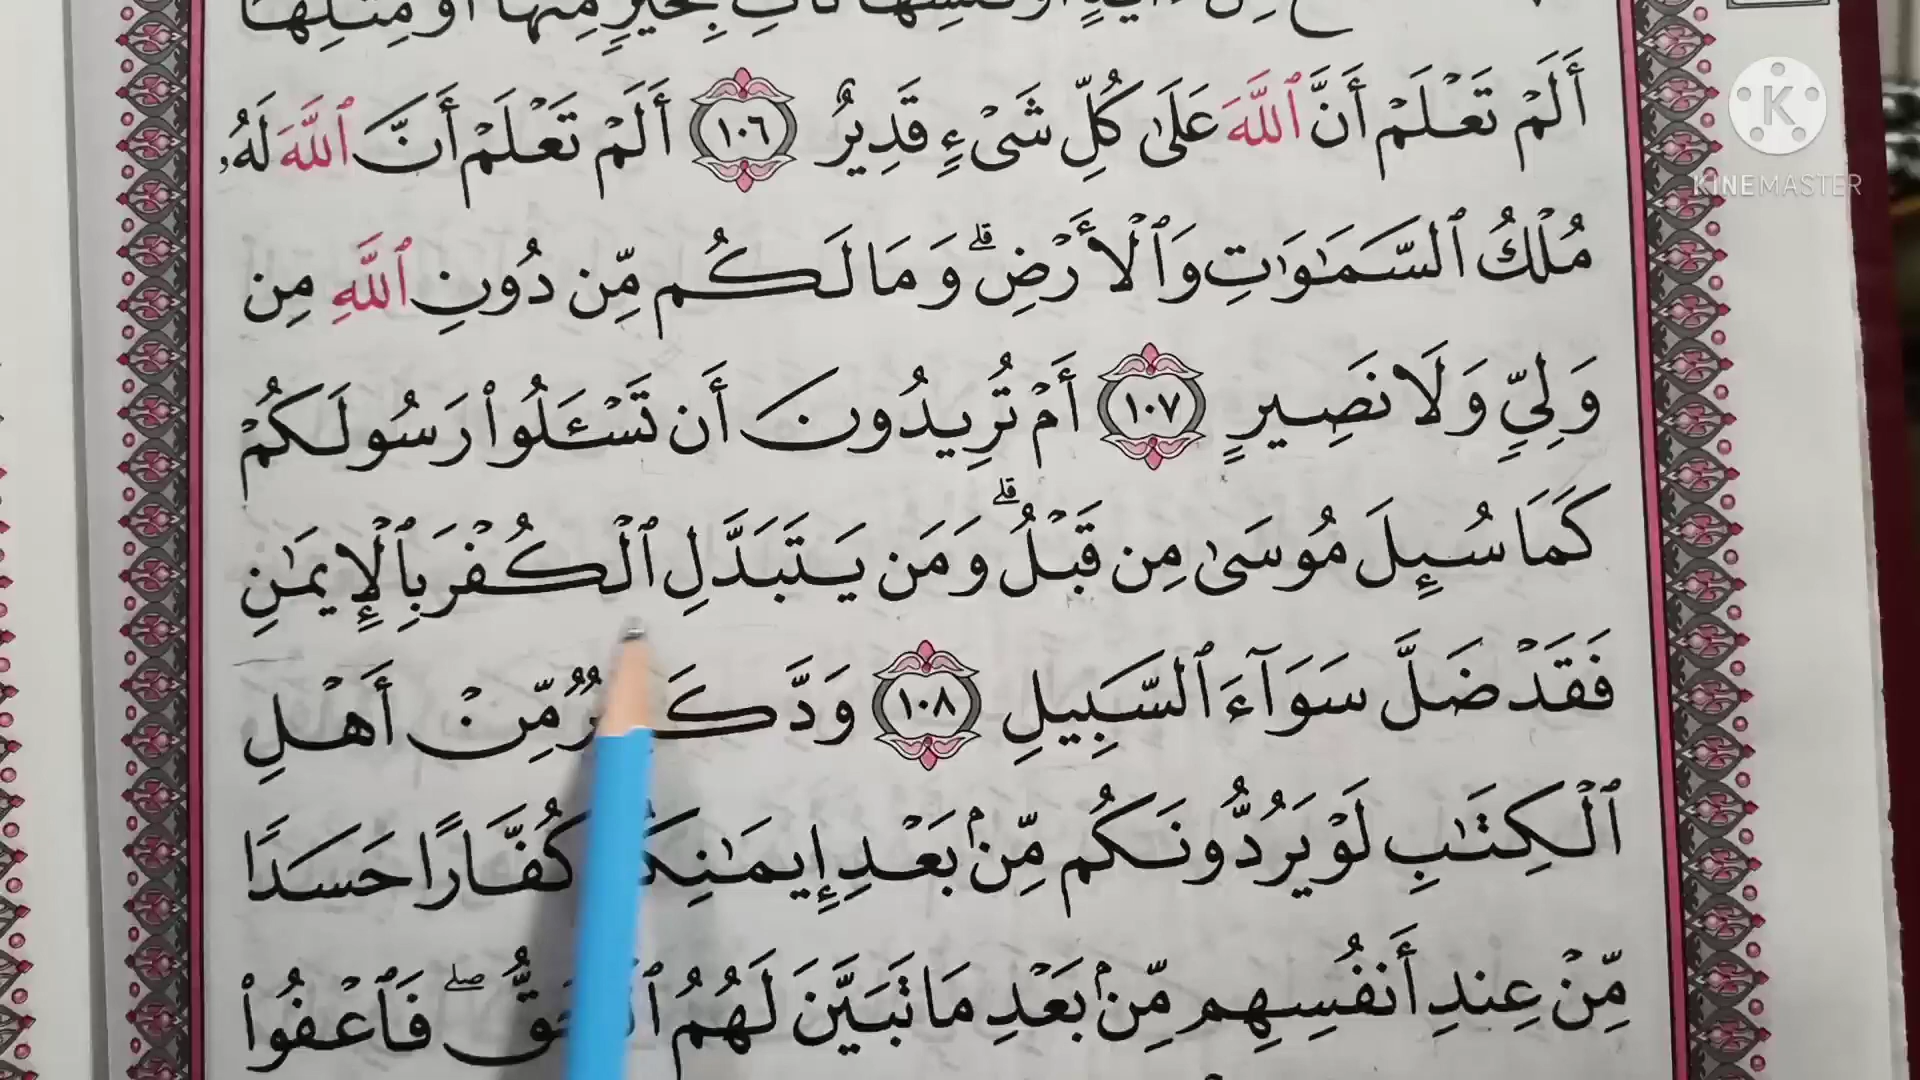 أَلَمْ تَعْلَمْ أَنَّ ٱللَّهَ عَلَىٰ كُلِّ شَىْءٍ قَدِيرٌ ١٠٦ أَلَمْ تَعْلَمْ أَنَّ ٱللَّهَ لَهُۥ
مُلْكُ ٱلسَّمَٰوَٰتِ وَٱلْأَرْضِ ۗ وَمَا لَكُم مِّن دُونِ ٱللَّهِ مِن
وَلِىٍّ وَلَا نَصِيرٍ ١٠٧ أَمْ تُرِيدُونَ أَن تَسْـَٔلُوا۟ رَسُولَكُمْ
كَمَا سُئِلَ مُوسَىٰ مِن قَبْلُ ۗ وَمَن يَتَبَدَّلِ ٱلْكُفْرَ بِٱلْإِيمَٰنِ
فَقَدْ ضَلَّ سَوَآءَ ٱلسَّبِيلِ ١٠٨ وَدَّ مِّنْ أَهْلِ
ٱلْكِتَٰبِ لَوْ يَرُدُّونَكُم مِّنۢ بَعْدِ إِيمَٰنِكُمْ كُفَّارًا حَسَدًا
مِّنْ عِندِ أَنفُسِهِم مِّنۢ بَعْدِ مَا تَبَيَّنَ لَهُمُ ٱلْحَقُّ ۖ فَٱعْفُوا۟
K
KINEMASTER